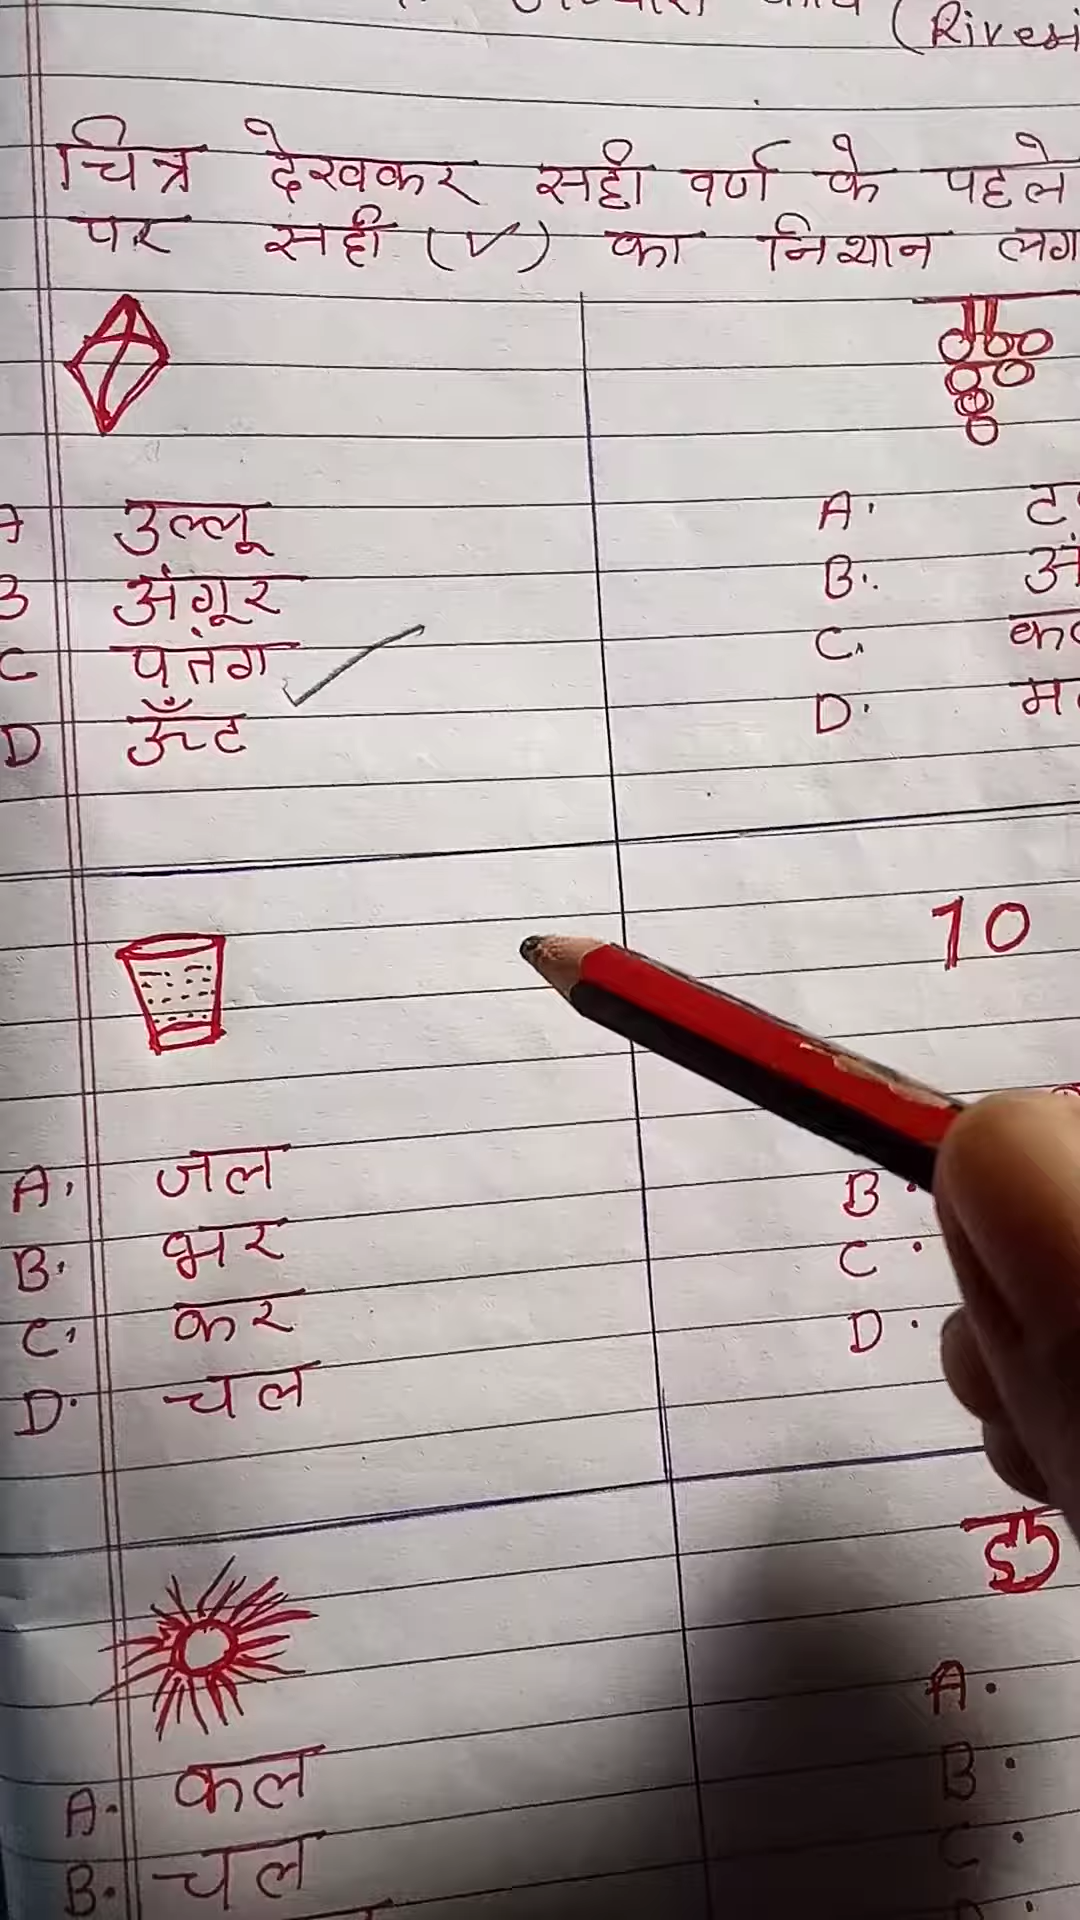 (Rivesi
चित्र देखकर सही वर्ण के पहले
पर सही (✓) का निशान लगा
A उल्लू
B अंगूर
C पतंग ✓
D ऊँट
A. ट
B. अं
C. क
D. म
A. जल
B. भर
C. कर
D. चल
10
B.
C.
D.
A. कल
B. चल
A.
B.
C.
D.